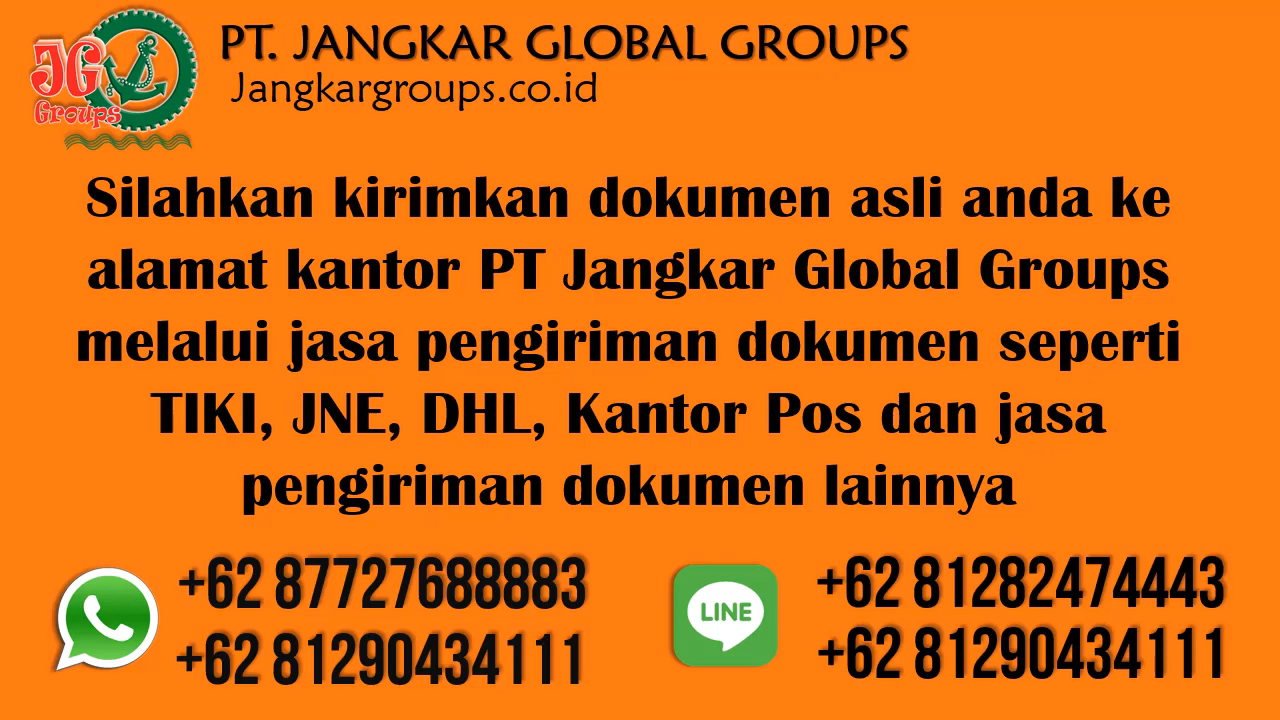 JG
Groups
PT. JANGKAR GLOBAL GROUPS
Jangkargroups.co.id
Silahkan kirimkan dokumen asli anda ke
alamat kantor PT Jangkar Global Groups
melalui jasa pengiriman dokumen seperti
TIKI, JNE, DHL, Kantor Pos dan jasa
pengiriman dokumen lainnya
+62 87727688883
+62 81290434111
LINE
+62 81282474443
+62 81290434111